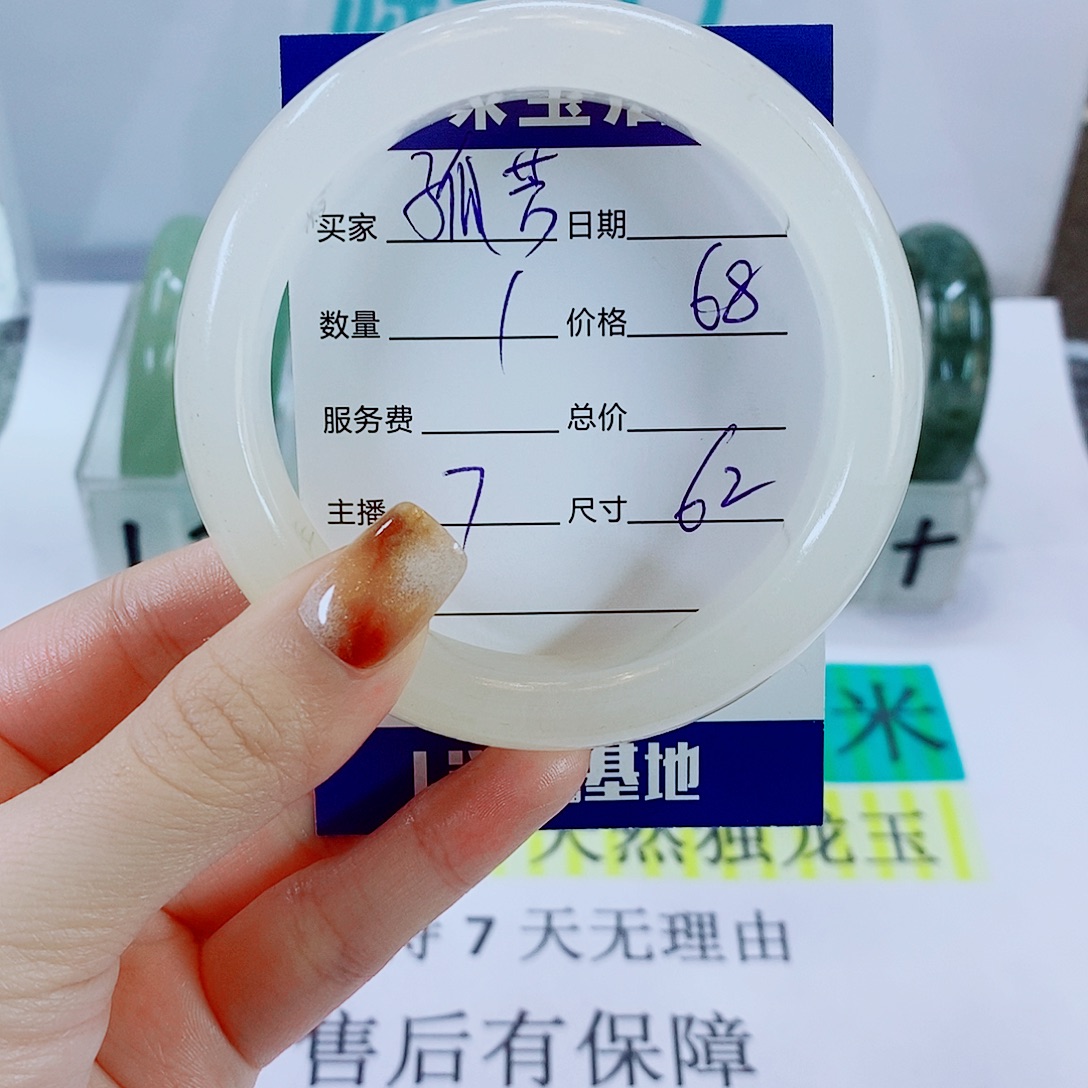 买家 孤芳 日期
数量 1 价格 68
服务费 总价
主播 7 尺寸 62
基地
米
天然独龙玉
持 7 天无理由
售后有保障